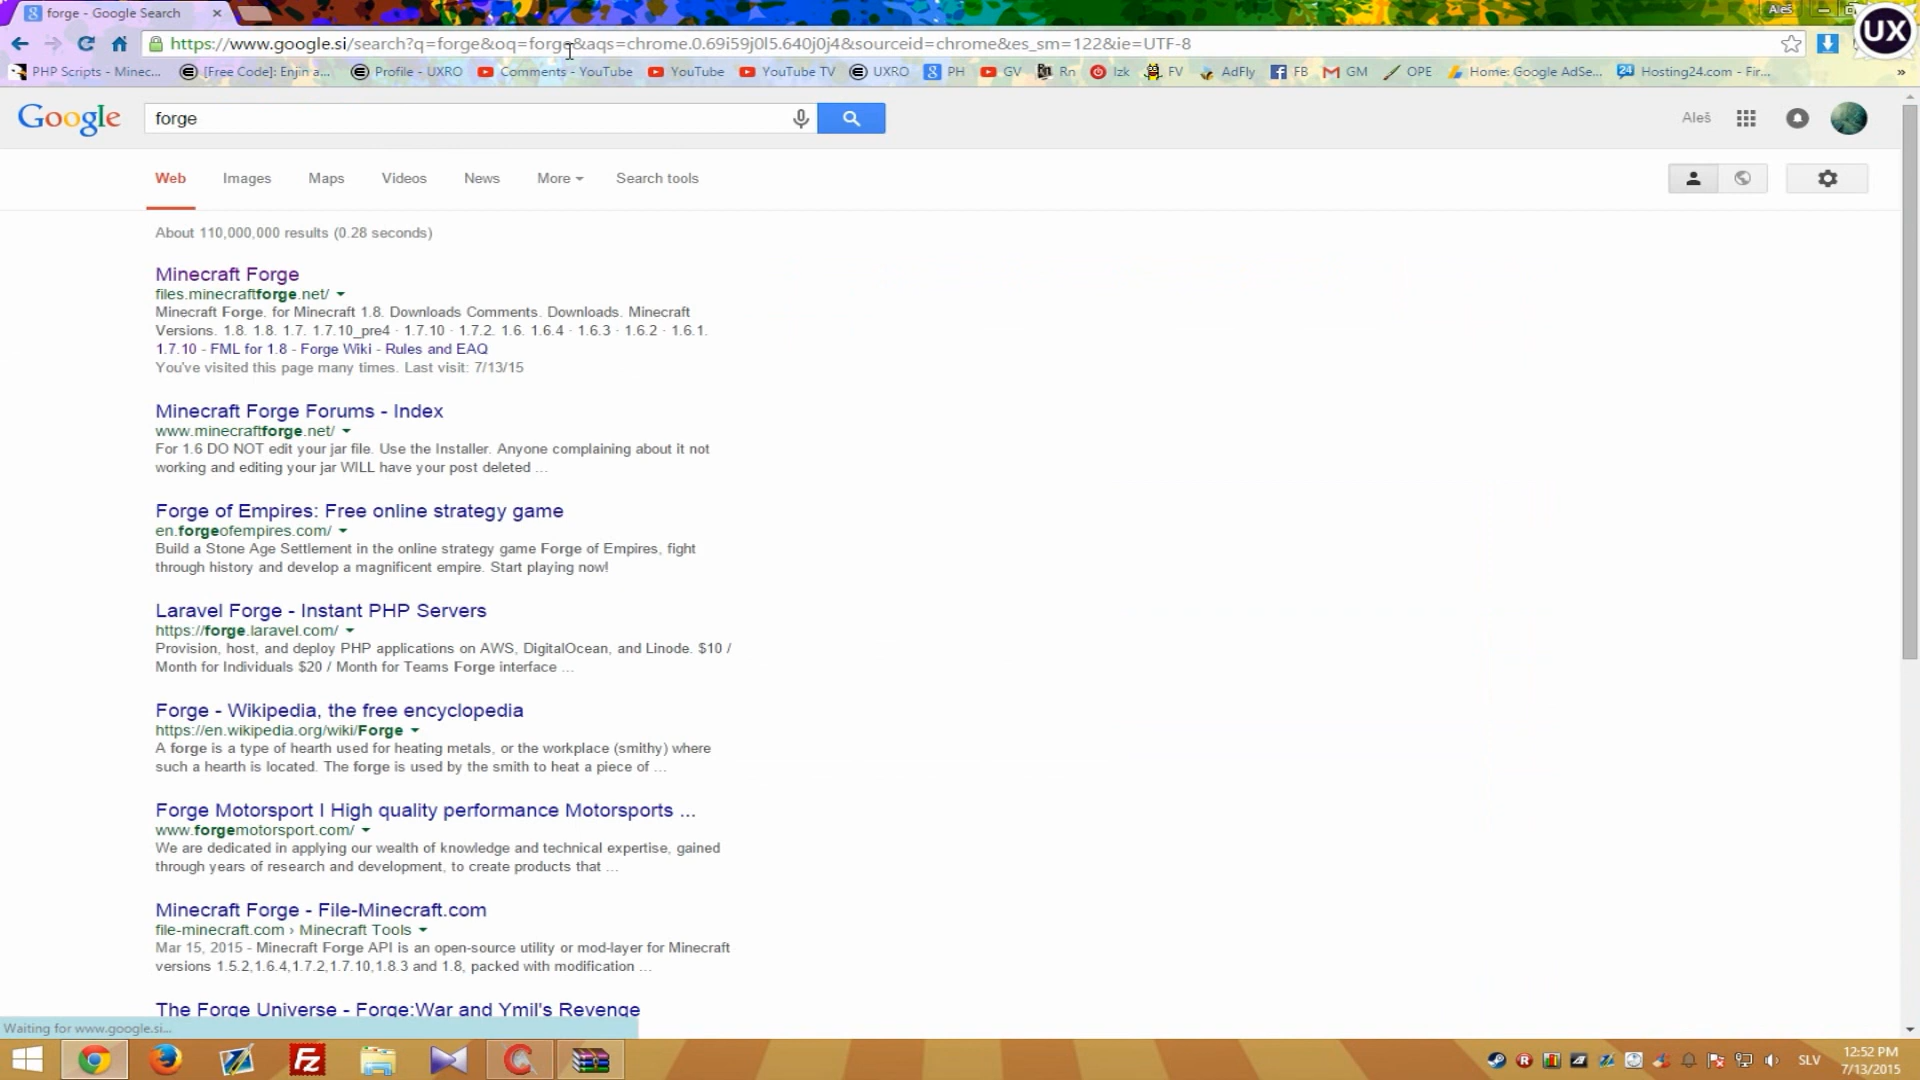 forge - Google Search
Aleš
https://www.google.si/search?q=forge&oq=forge&aqs=chrome.0.69i59j0l5.640j0j4&sourceid=chrome&es_sm=122&ie=UTF-8
UX
PHP Scripts - Minec... [Free Code]: Enjin a... Profile - UXRO Comments - YouTube YouTube YouTube TV UXRO PH GV Rn Izk FV AdFly FB GM OPE Home: Google AdSe... Hosting24.com - Fir... »
Google forge Aleš
Web Images Maps Videos News More Search tools
About 110,000,000 results (0.28 seconds)
Minecraft Forge
files.minecraftforge.net/
Minecraft Forge. for Minecraft 1.8. Downloads Comments. Downloads. Minecraft
Versions. 1.8. 1.8. 1.7. 1.7.10_pre4 · 1.7.10 · 1.7.2. 1.6. 1.6.4 · 1.6.3 · 1.6.2 · 1.6.1.
1.7.10 - FML for 1.8 - Forge Wiki - Rules and EAQ
You've visited this page many times. Last visit: 7/13/15
Minecraft Forge Forums - Index
www.minecraftforge.net/
For 1.6 DO NOT edit your jar file. Use the Installer. Anyone complaining about it not
working and editing your jar WILL have your post deleted ...
Forge of Empires: Free online strategy game
en.forgeofempires.com/
Build a Stone Age Settlement in the online strategy game Forge of Empires, fight
through history and develop a magnificent empire. Start playing now!
Laravel Forge - Instant PHP Servers
https://forge.laravel.com/
Provision, host, and deploy PHP applications on AWS, DigitalOcean, and Linode. $10 /
Month for Individuals $20 / Month for Teams Forge interface ...
Forge - Wikipedia, the free encyclopedia
https://en.wikipedia.org/wiki/Forge
A forge is a type of hearth used for heating metals, or the workplace (smithy) where
such a hearth is located. The forge is used by the smith to heat a piece of ...
Forge Motorsport | High quality performance Motorsports ...
www.forgemotorsport.com/
We are dedicated in applying our wealth of knowledge and technical expertise, gained
through years of research and development, to create products that ...
Minecraft Forge - File-Minecraft.com
file-minecraft.com › Minecraft Tools
Mar 15, 2015 - Minecraft Forge API is an open-source utility or mod-layer for Minecraft
versions 1.5.2,1.6.4,1.7.2,1.7.10,1.8.3 and 1.8, packed with modification ...
The Forge Universe - Forge:War and Ymil's Revenge
Waiting for www.google.si...
SLV
12:52 PM
7/13/2015